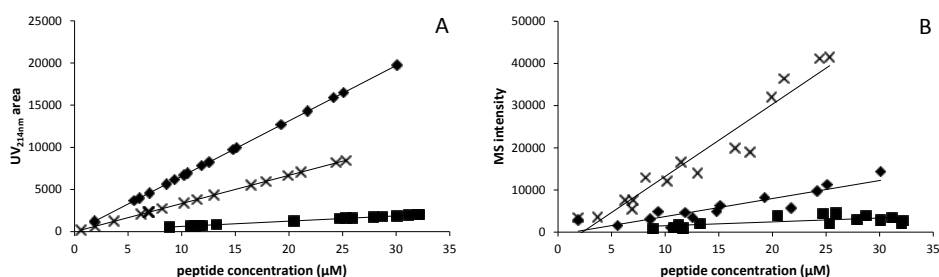 A
25000
20000
15000
10000
5000
0
UV214nm area
0 5 10 15 20 25 30 35
peptide concentration (µM)
B
50000
40000
30000
20000
10000
0
MS intensity
0 5 10 15 20 25 30 35
peptide concentration (µM)